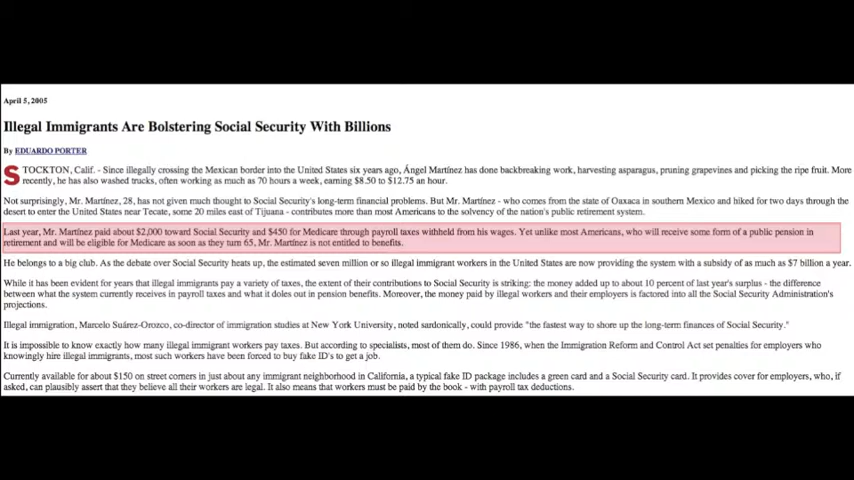 April 5, 2005
Illegal Immigrants Are Bolstering Social Security With Billions
By EDUARDO PORTER
STOCKTON, Calif. - Since illegally crossing the Mexican border into the United States six years ago, Ángel Martínez has done backbreaking work, harvesting asparagus, pruning grapevines and picking the ripe fruit. More
recently, he has also washed trucks, often working as much as 70 hours a week, earning $8.50 to $12.75 an hour.
Not surprisingly, Mr. Martínez, 28, has not given much thought to Social Security's long-term financial problems. But Mr. Martínez - who comes from the state of Oaxaca in southern Mexico and hiked for two days through the
desert to enter the United States near Tecate, some 20 miles east of Tijuana - contributes more than most Americans to the solvency of the nation's public retirement system.
Last year, Mr. Martínez paid about $2,000 toward Social Security and $450 for Medicare through payroll taxes withheld from his wages. Yet unlike most Americans, who will receive some form of a public pension in
retirement and will be eligible for Medicare as soon as they turn 65, Mr. Martínez is not entitled to benefits.
He belongs to a big club. As the debate over Social Security heats up, the estimated seven million or so illegal immigrant workers in the United States are now providing the system with a subsidy of as much as $7 billion a year.
While it has been evident for years that illegal immigrants pay a variety of taxes, the extent of their contributions to Social Security is striking: the money added up to about 10 percent of last year's surplus - the difference
between what the system currently receives in payroll taxes and what it doles out in pension benefits. Moreover, the money paid by illegal workers and their employers is factored into all the Social Security Administration's
projections.
Illegal immigration, Marcelo Suárez-Orozco, co-director of immigration studies at New York University, noted sardonically, could provide "the fastest way to shore up the long-term finances of Social Security."
It is impossible to know exactly how many illegal immigrant workers pay taxes. But according to specialists, most of them do. Since 1986, when the Immigration Reform and Control Act set penalties for employers who
knowingly hire illegal immigrants, most such workers have been forced to buy fake ID's to get a job.
Currently available for about $150 on street corners in just about any immigrant neighborhood in California, a typical fake ID package includes a green card and a Social Security card. It provides cover for employers, who, if
asked, can plausibly assert that they believe all their workers are legal. It also means that workers must be paid by the book - with payroll tax deductions.